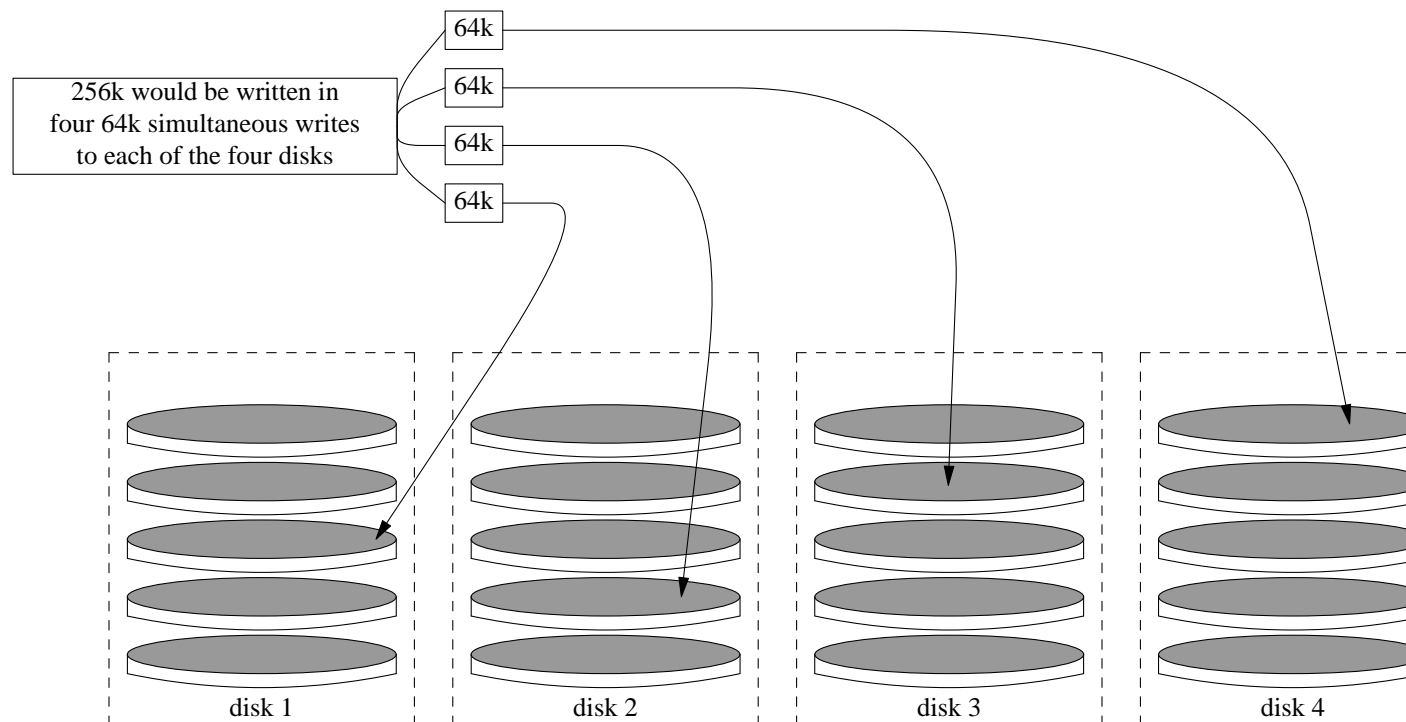 64k
64k
64k
64k
256k would be written in
four 64k simultaneous writes
to each of the four disks
disk 1
disk 2
disk 3
disk 4